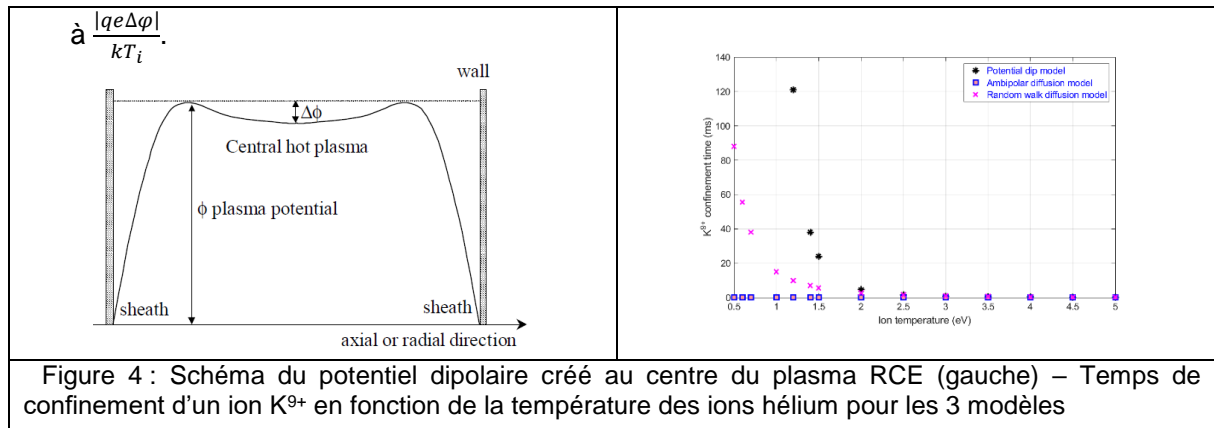 à |qeΔφ| / kTᵢ.
wall
Δϕ
Central hot plasma
ϕ plasma potential
sheath
sheath
axial or radial direction
140
120
100
80
60
40
20
0
K⁹⁺ confinement time (ms)
Potential dip model
Ambipolar diffusion model
Random walk diffusion model
0.5 1 1.5 2 2.5 3 3.5 4 4.5 5
Ion temperature (eV)
Figure 4 : Schéma du potentiel dipolaire créé au centre du plasma RCE (gauche) – Temps de
confinement d'un ion K⁹⁺ en fonction de la température des ions hélium pour les 3 modèles